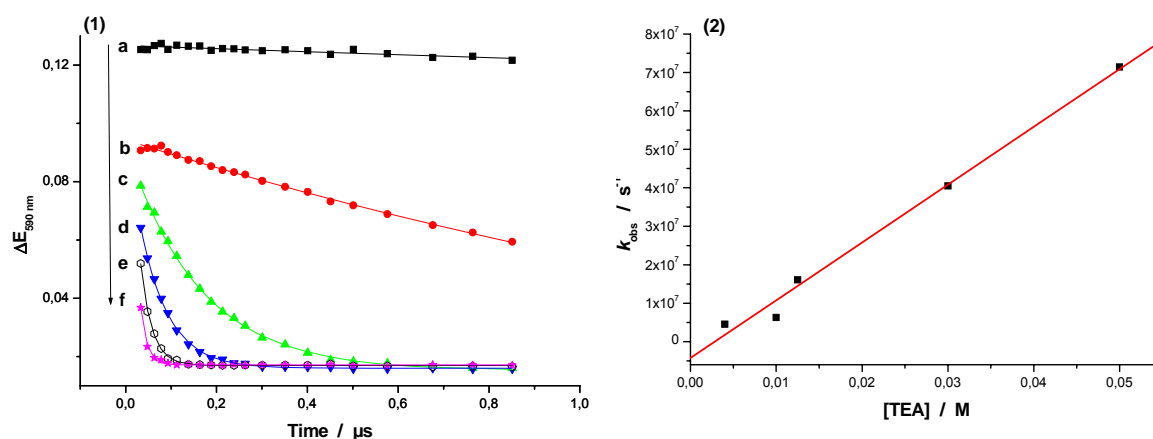 (1)
a
b
c
d
e
f
0,12
0,08
0,04
ΔE590 nm
0,0
0,2
0,4
0,6
0,8
1,0
Time / µs
(2)
8x10⁷
7x10⁷
6x10⁷
5x10⁷
4x10⁷
3x10⁷
2x10⁷
1x10⁷
0
kobs / s⁻¹
0,00
0,01
0,02
0,03
0,04
0,05
[TEA] / M